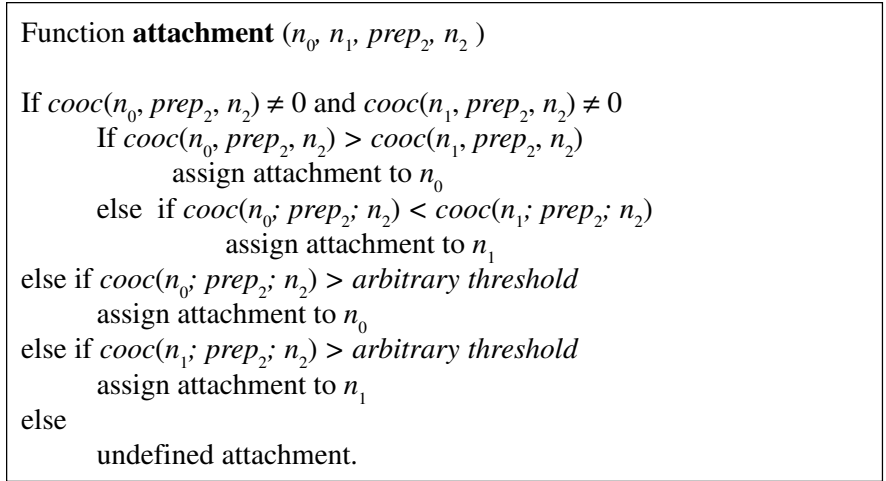 Function attachment (n₀, n₁, prep₂, n₂ )
If cooc(n₀, prep₂, n₂) ≠ 0 and cooc(n₁, prep₂, n₂) ≠ 0
If cooc(n₀, prep₂, n₂) > cooc(n₁, prep₂, n₂)
assign attachment to n₀
else if cooc(n₀; prep₂; n₂) < cooc(n₁; prep₂; n₂)
assign attachment to n₁
else if cooc(n₀; prep₂; n₂) > arbitrary threshold
assign attachment to n₀
else if cooc(n₁; prep₂; n₂) > arbitrary threshold
assign attachment to n₁
else
undefined attachment.